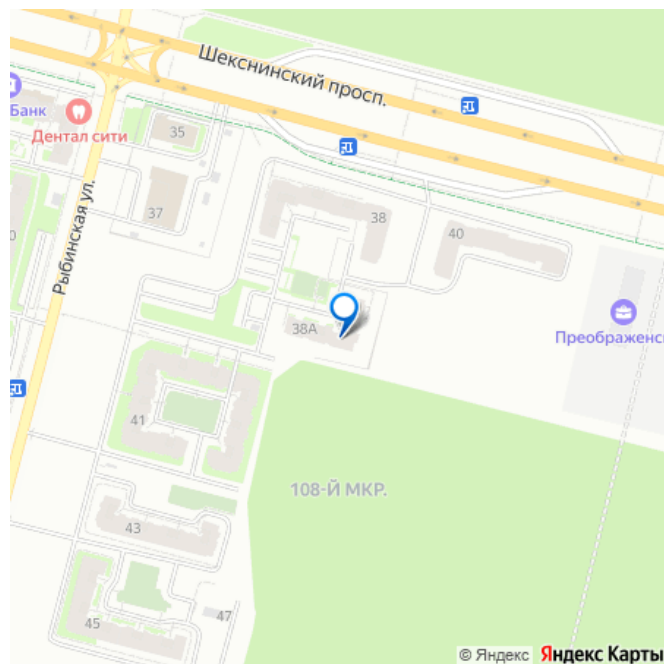 Шекснинский просп.
Банк
Дентал сити
35
37
Рыбинская ул.
0
38
40
38А
Преображенс
41
108-Й МКР.
43
45
47
© Яндекс Яндекс Карты